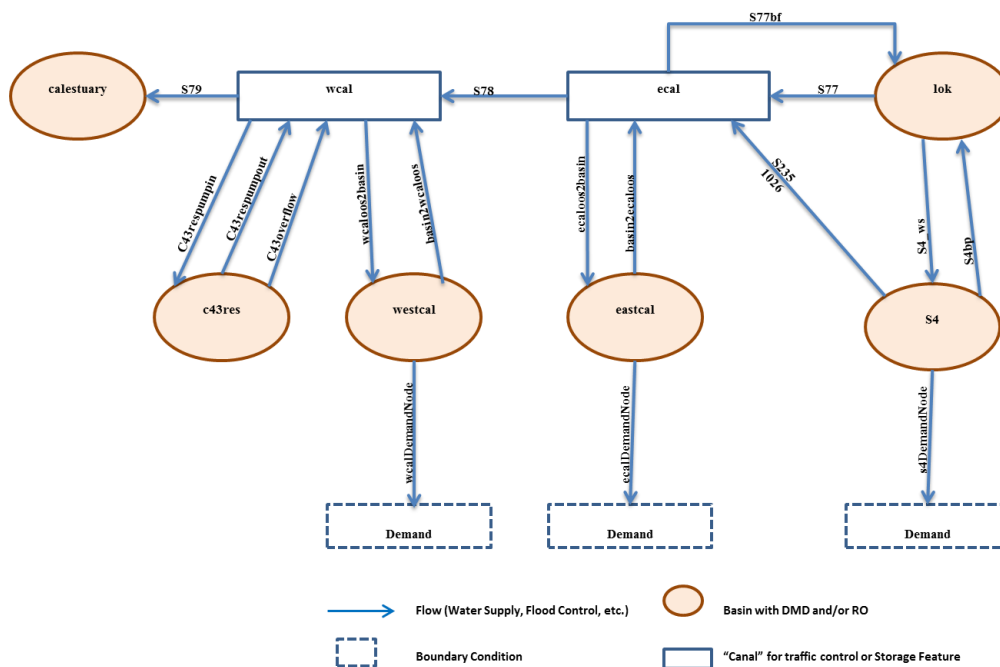 S77bf
calestuary
S79
wcal
S78
ecal
S77
lok
C43respumpin
C43respumpout
C43overflow
wcaloos2basin
basin2wcaloos
ecaloos2basin
basin2ecaloos
S235
1026
S4_ws
S4bp
c43res
westcal
eastcal
S4
wcalDemandNode
ecalDemandNode
s4DemandNode
Demand
Demand
Demand
Flow (Water Supply, Flood Control, etc.)
Basin with DMD and/or RO
Boundary Condition
“Canal” for traffic control or Storage Feature